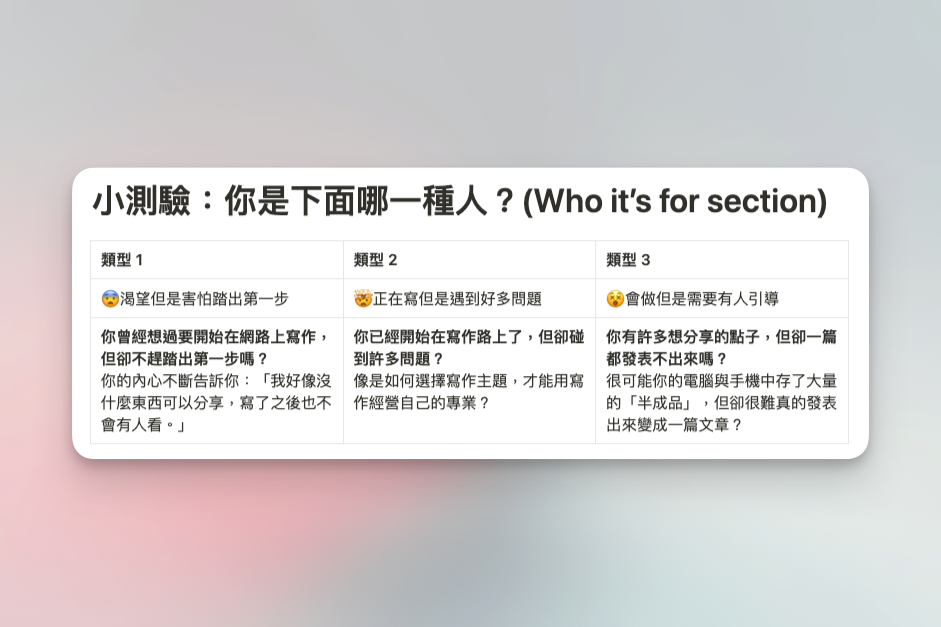 小測驗：你是下面哪一種人？(Who it’s for section)
類型 1
類型 2
類型 3
😨渴望但是害怕踏出第一步
🤯正在寫但是遇到好多問題
😵會做但是需要有人引導
你曾經想過要開始在網路上寫作，
但卻不趕踏出第一步嗎？
你的內心不斷告訴你：「我好像沒
什麼東西可以分享，寫了之後也不
會有人看。」
你已經開始在寫作路上了，但卻碰
到許多問題？
像是如何選擇寫作主題，才能用寫
作經營自己的專業？
你有許多想分享的點子，但卻一篇
都發表不出來嗎？
很可能你的電腦與手機中存了大量
的「半成品」，但卻很難真的發表
出來變成一篇文章？